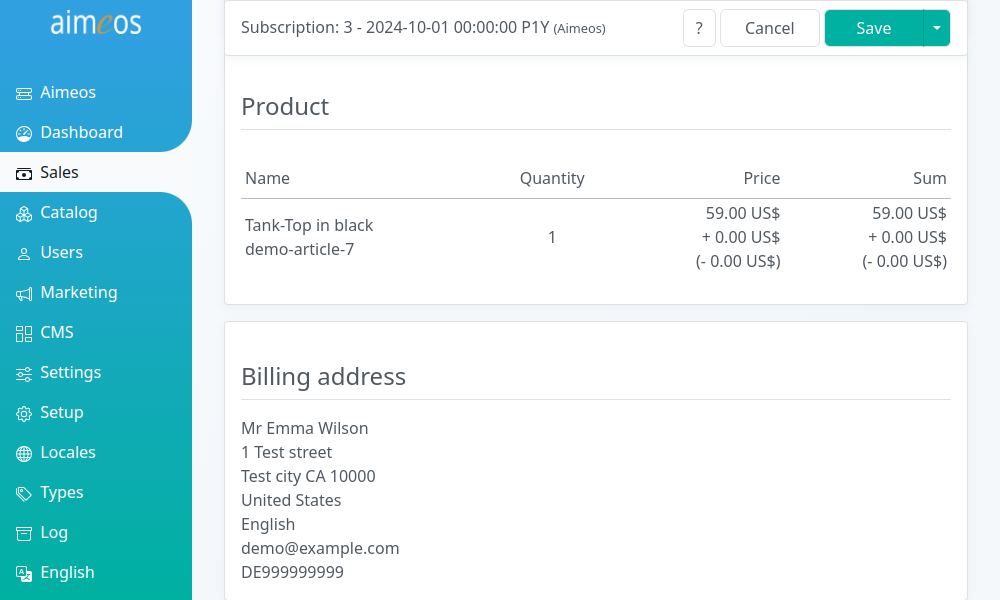 aimeos
Aimeos
Dashboard
Sales
Catalog
Users
Marketing
CMS
Settings
Setup
Locales
Types
Log
English
Subscription: 3 - 2024-10-01 00:00:00 P1Y (Aimeos)
? Cancel Save
Product
Name Quantity Price Sum
Tank-Top in black
demo-article-7
1
59.00 US$
+ 0.00 US$
(- 0.00 US$)
59.00 US$
+ 0.00 US$
(- 0.00 US$)
Billing address
Mr Emma Wilson
1 Test street
Test city CA 10000
United States
English
demo@example.com
DE999999999